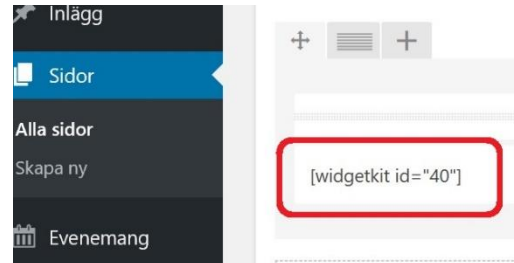 Inlägg
Sidor
Alla sidor
Skapa ny
Evenemang
[widgetkit id="40"]